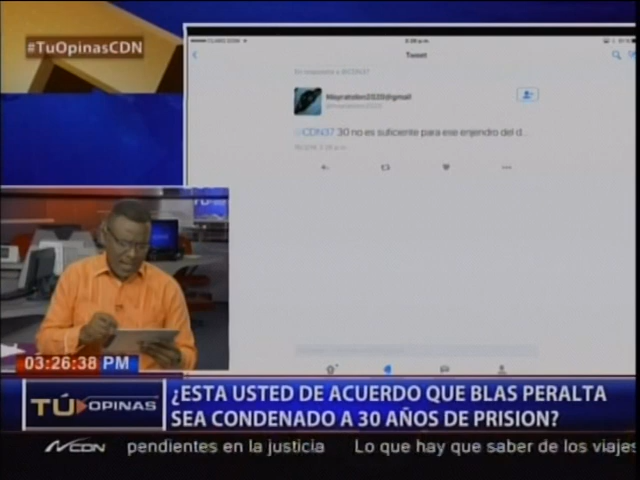 #TuOpinasCDN
Tweet
@CDN37 30 no es suficiente para ese enjendro del d...
03:26:38 PM
TÚ OPINAS
¿ESTA USTED DE ACUERDO QUE BLAS PERALTA
SEA CONDENADO A 30 AÑOS DE PRISION?
CDN pendientes en la justicia Lo que hay que saber de los viajes